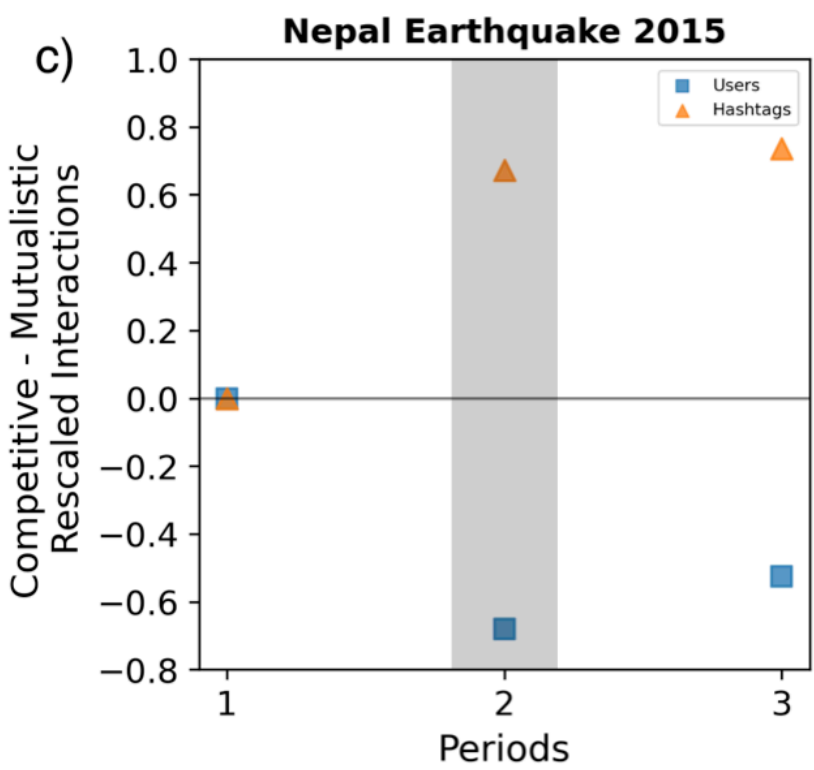 c)
Nepal Earthquake 2015
Users
Hashtags
Competitive - Mutualistic
Rescaled Interactions
1.0
0.8
0.6
0.4
0.2
0.0
−0.2
−0.4
−0.6
−0.8
1
2
3
Periods